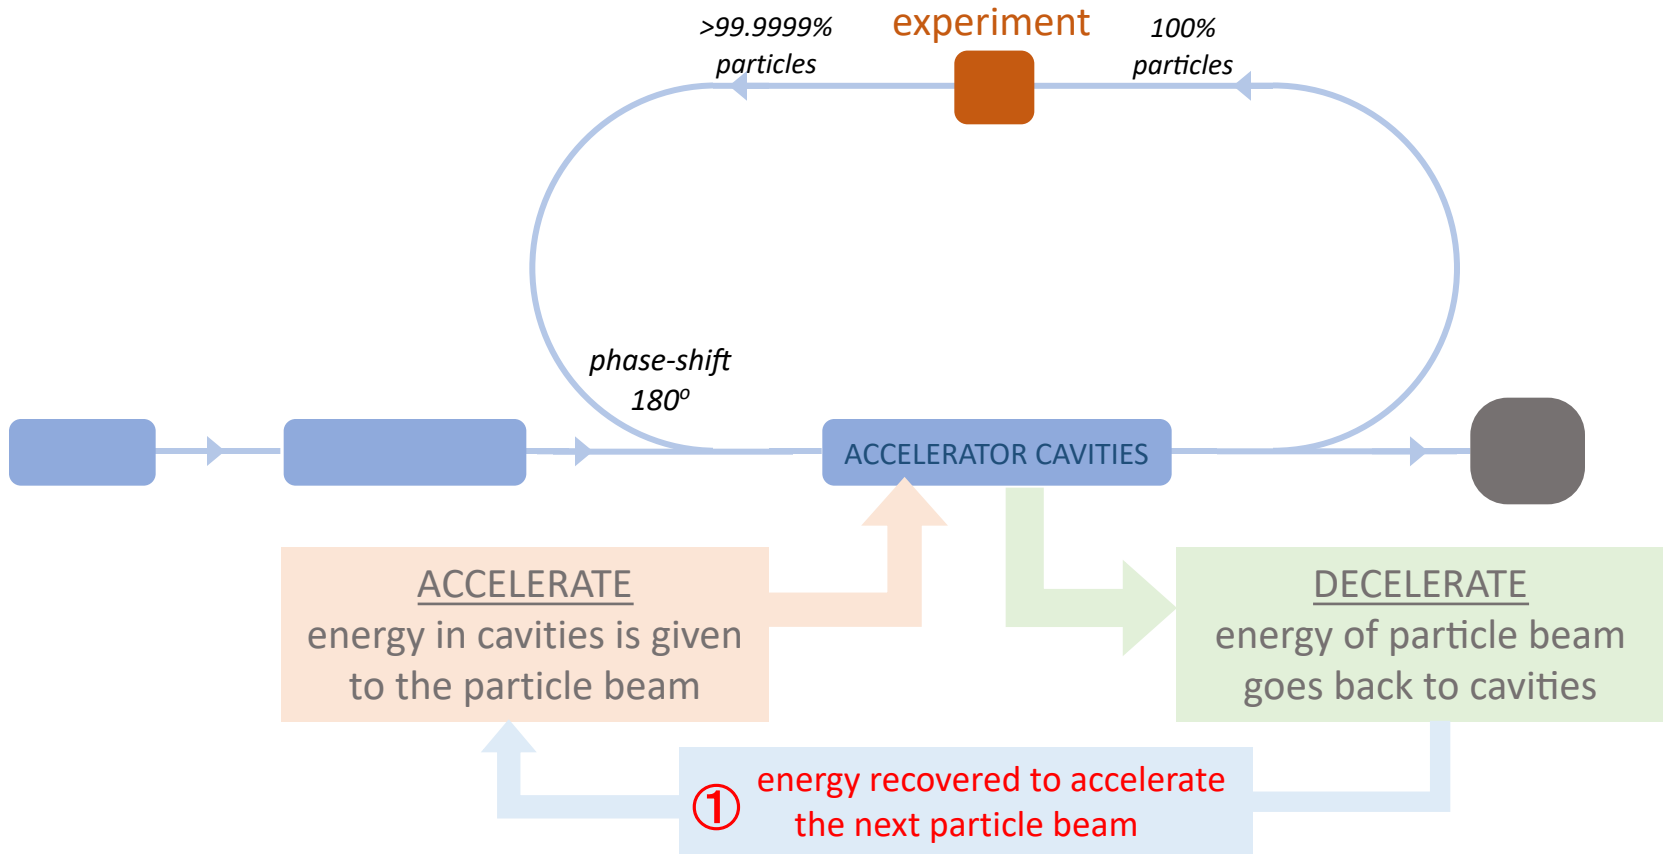 >99.9999%
particles
experiment
100%
particles
phase-shift
180º
ACCELERATOR CAVITIES
ACCELERATE
energy in cavities is given
to the particle beam
DECELERATE
energy of particle beam
goes back to cavities
① energy recovered to accelerate
the next particle beam